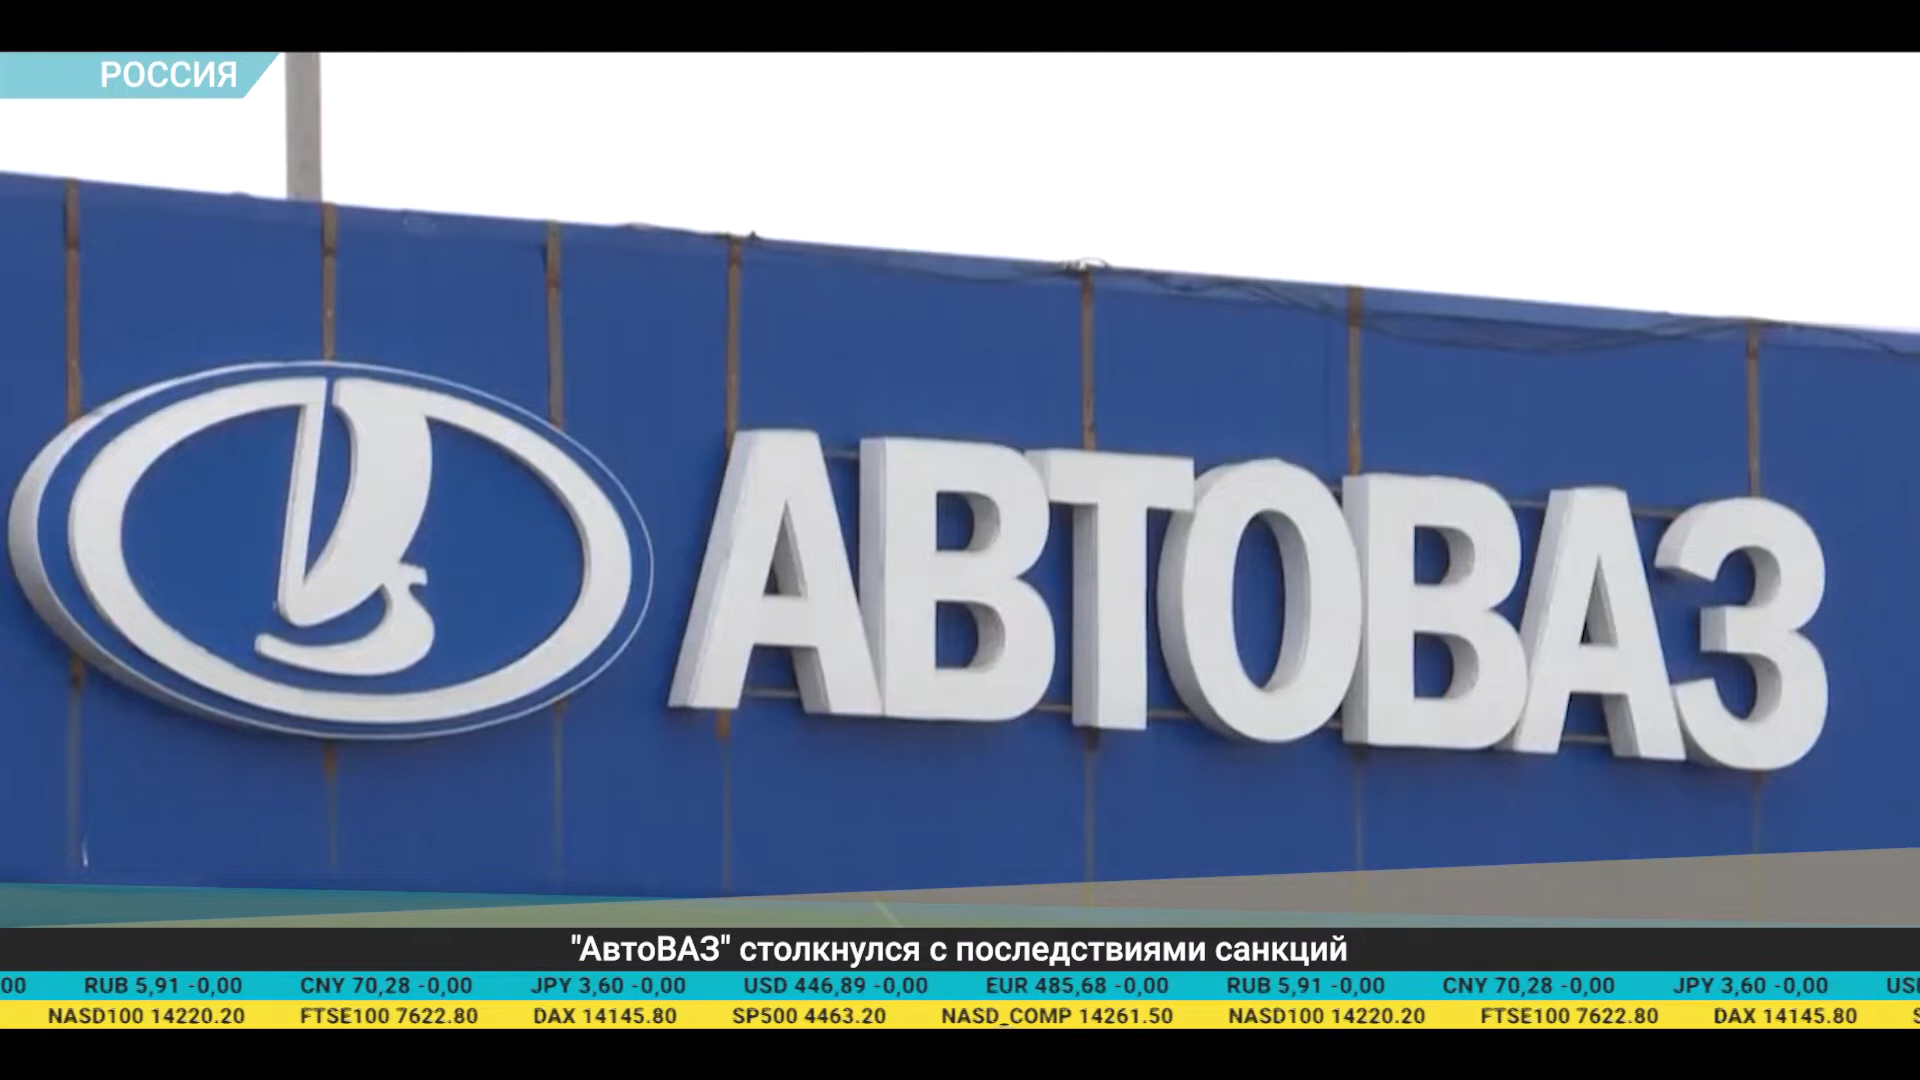 РОССИЯ
АВТОВАЗ
"АвтоВАЗ" столкнулся с последствиями санкций
00 RUB 5,91 -0,00 CNY 70,28 -0,00 JPY 3,60 -0,00 USD 446,89 -0,00 EUR 485,68 -0,00 RUB 5,91 -0,00 CNY 70,28 -0,00 JPY 3,60 -0,00
NASD100 14220.20 FTSE100 7622.80 DAX 14145.80 SP500 4463.20 NASD_COMP 14261.50 NASD100 14220.20 FTSE100 7622.80 DAX 14145.80